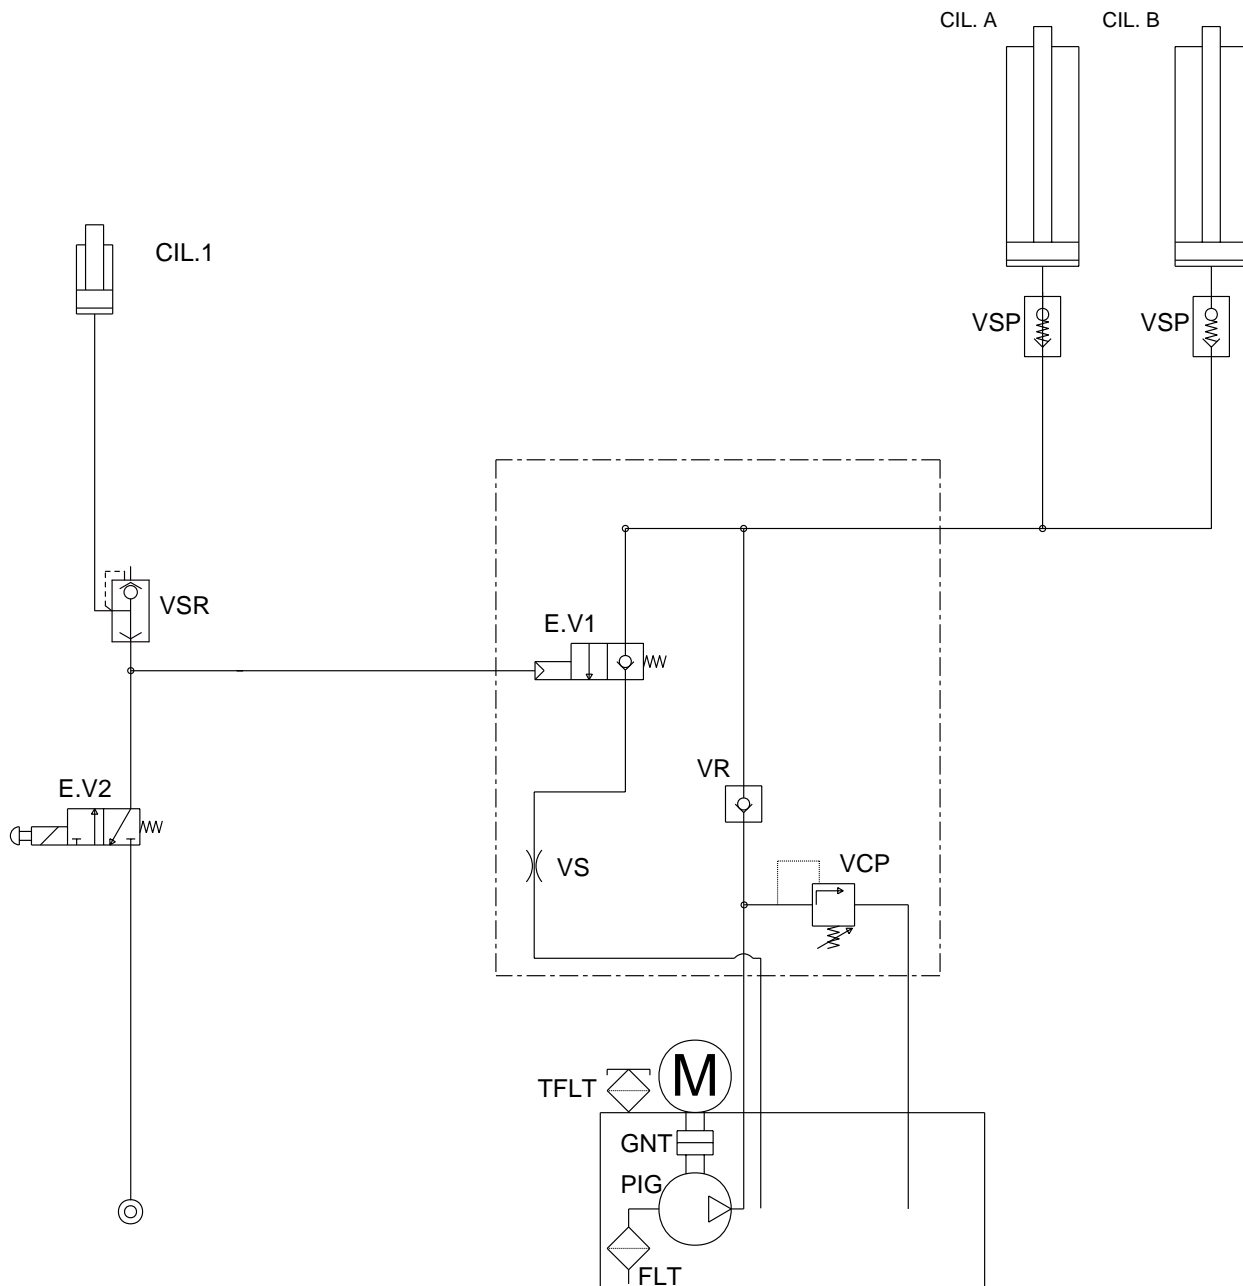 CIL. A
CIL. B
CIL.1
VSP
VSP
VSR
E.V1
VR
E.V2
VS
VCP
M
TFLT
GNT
PIG
FLT